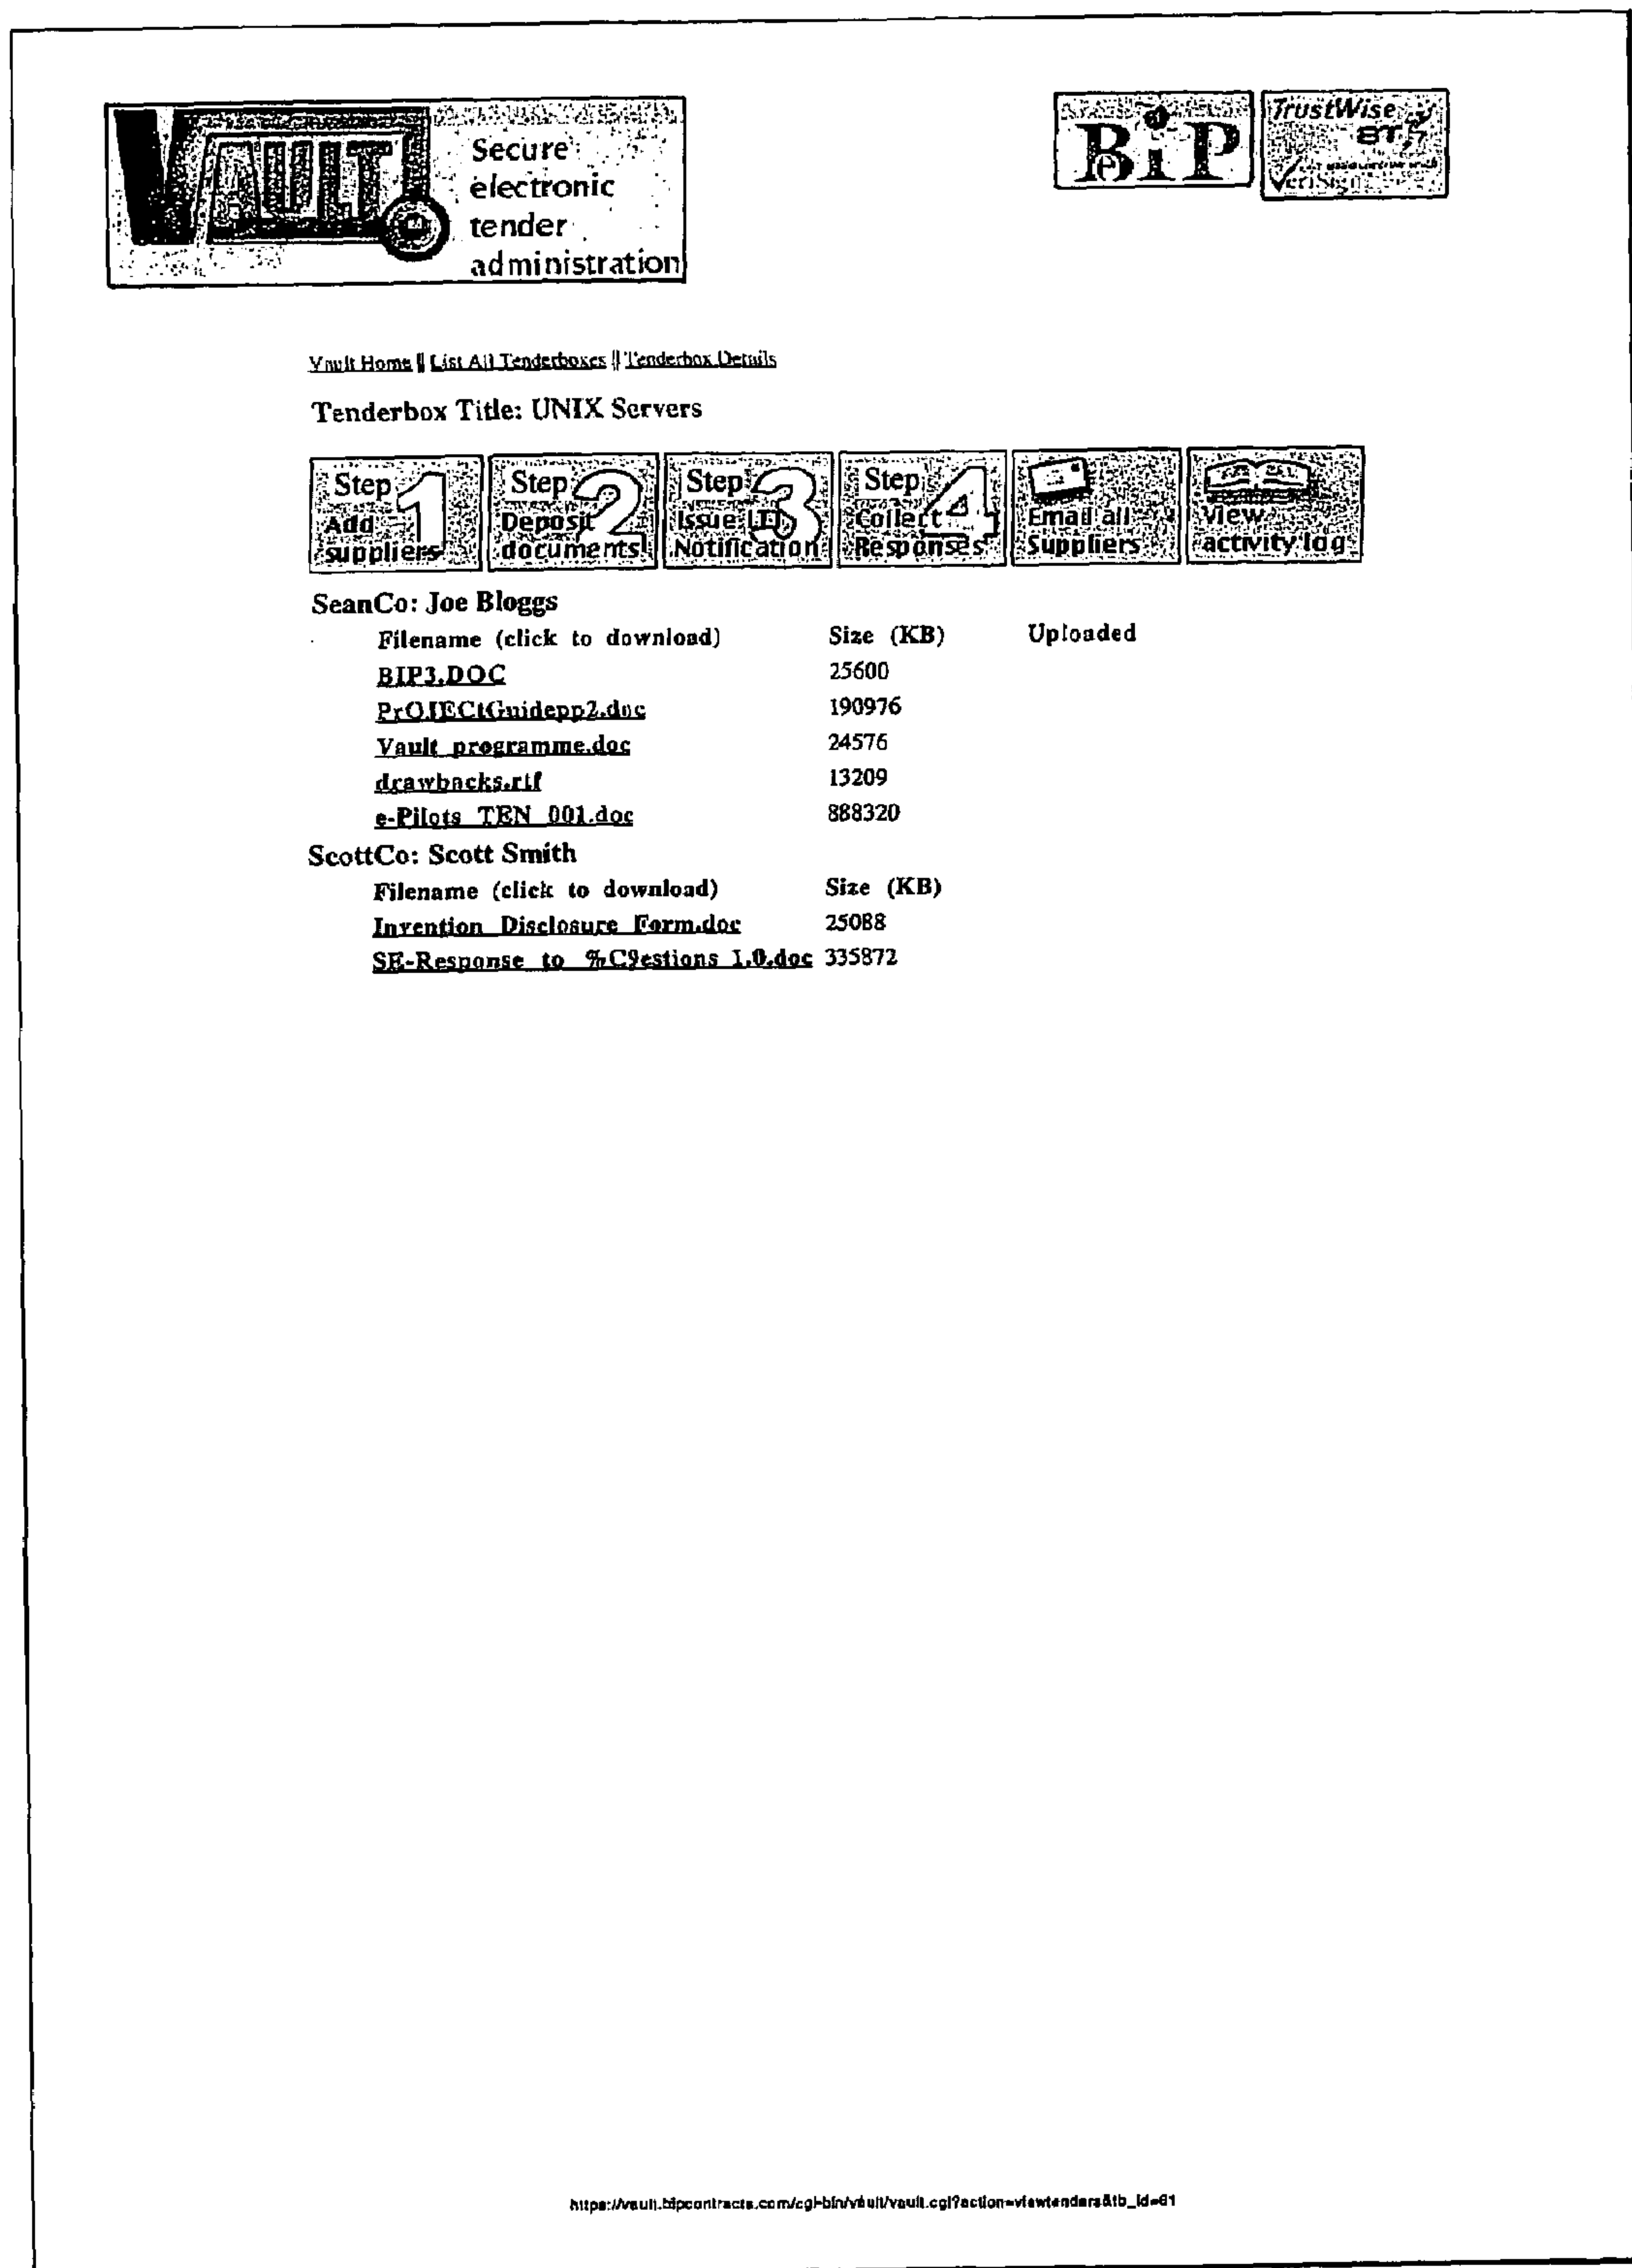 VAULT
Secure
electronic
tender
administration
BiP
TrustWise
BT
VeriSign
Vault Home || List All Tenderboxes || Tenderbox Details
Tenderbox Title: UNIX Servers
Step 1 Add suppliers
Step 2 Deposit documents
Step 3 Issue ITT Notification
Step 4 Collect Responses
Email all Suppliers
View activity log
SeanCo: Joe Bloggs
Filename (click to download) Size (KB) Uploaded
BIP3.DOC 25600
PrOJECtGuidepp2.doc 190976
Vault programme.doc 24576
drawbacks.rtf 13209
e-Pilots TEN 001.doc 888320
ScottCo: Scott Smith
Filename (click to download) Size (KB)
Invention Disclosure Form.doc 25088
SE-Response to %C9estions 1.0.doc 335872
https://vault.bipcontracts.com/cgi-bin/vault/vault.cgi?action=viewtenders&tb_id=61